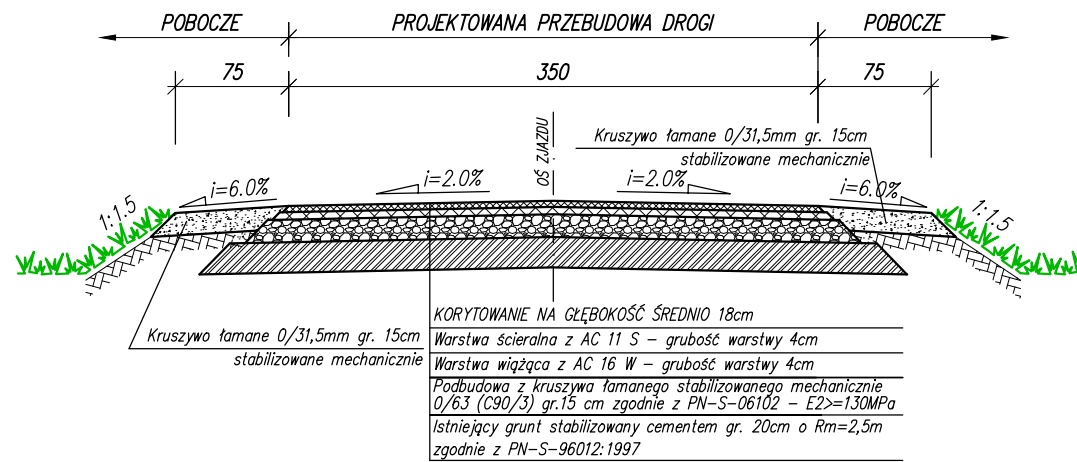 POBOCZE
PROJEKTOWANA PRZEBUDOWA DROGI
POBOCZE
75
350
75
OŚ ZJAZDU
Kruszywo łamane 0/31,5mm gr. 15cm
stabilizowane mechanicznie
i=6.0%
i=2.0%
i=2.0%
i=6.0%
1:1.5
1:1.5
Kruszywo łamane 0/31,5mm gr. 15cm
stabilizowane mechanicznie
KORYTOWANIE NA GŁĘBOKOŚĆ ŚREDNIO 18cm
Warstwa ścieralna z AC 11 S – grubość warstwy 4cm
Warstwa wiążąca z AC 16 W – grubość warstwy 4cm
Podbudowa z kruszywa łamanego stabilizowanego mechanicznie
0/63 (C90/3) gr.15 cm zgodnie z PN-S-06102 – E2>=130MPa
Istniejący grunt stabilizowany cementem gr. 20cm o Rm=2,5m
zgodnie z PN-S-96012:1997